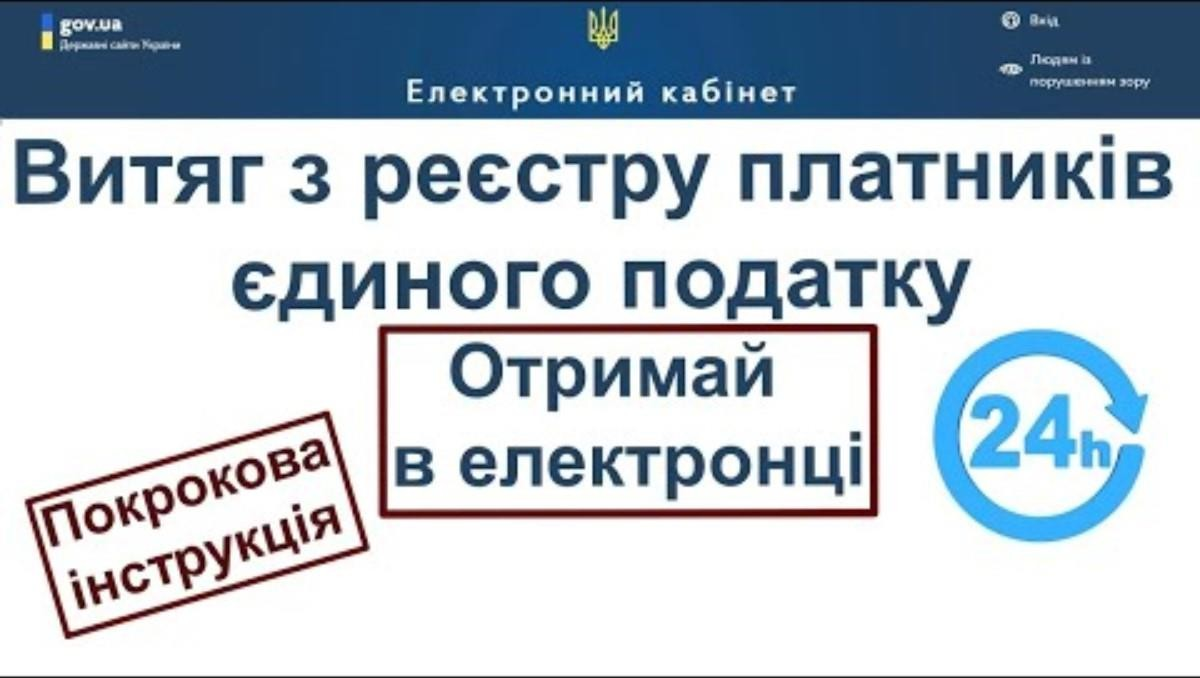 gov.ua
Державні сайти України
Вхід
Людям із
порушенням зору
Електронний кабінет
Витяг з реєстру платників
єдиного податку
Отримай
в електронці
24h
Покрокова
інструкція